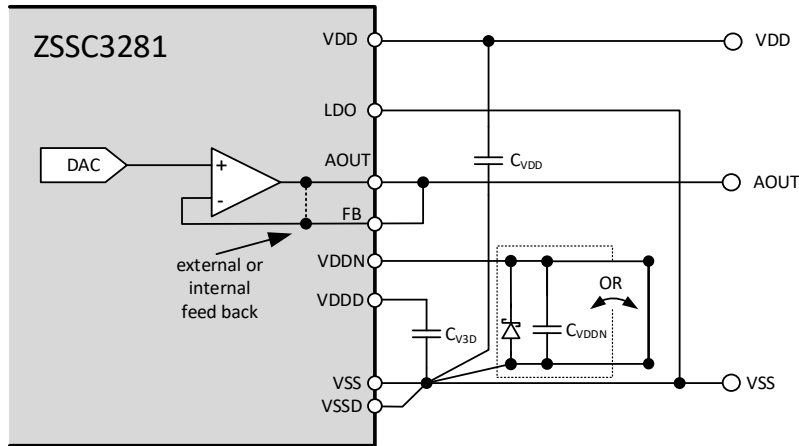 ZSSC3281
VDD
VDD
LDO
DAC
+
-
AOUT
CVDD
AOUT
FB
external or
internal
feed back
VDDN
OR
VDDD
CVDDN
CV3D
VSS
VSS
VSSD